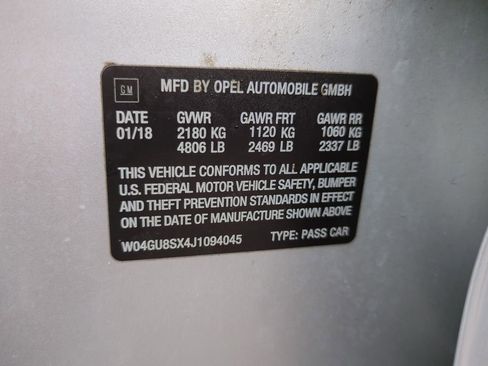 GM
MFD BY OPEL AUTOMOBILE GMBH
DATE GVWR GAWR FRT GAWR RR
01/18 2180 KG 1120 KG 1060 KG
4806 LB 2469 LB 2337 LB
THIS VEHICLE CONFORMS TO ALL APPLICABLE
U.S. FEDERAL MOTOR VEHICLE SAFETY, BUMPER
AND THEFT PREVENTION STANDARDS IN EFFECT
ON THE DATE OF MANUFACTURE SHOWN ABOVE
W04GU8SX4J1094045 TYPE: PASS CAR